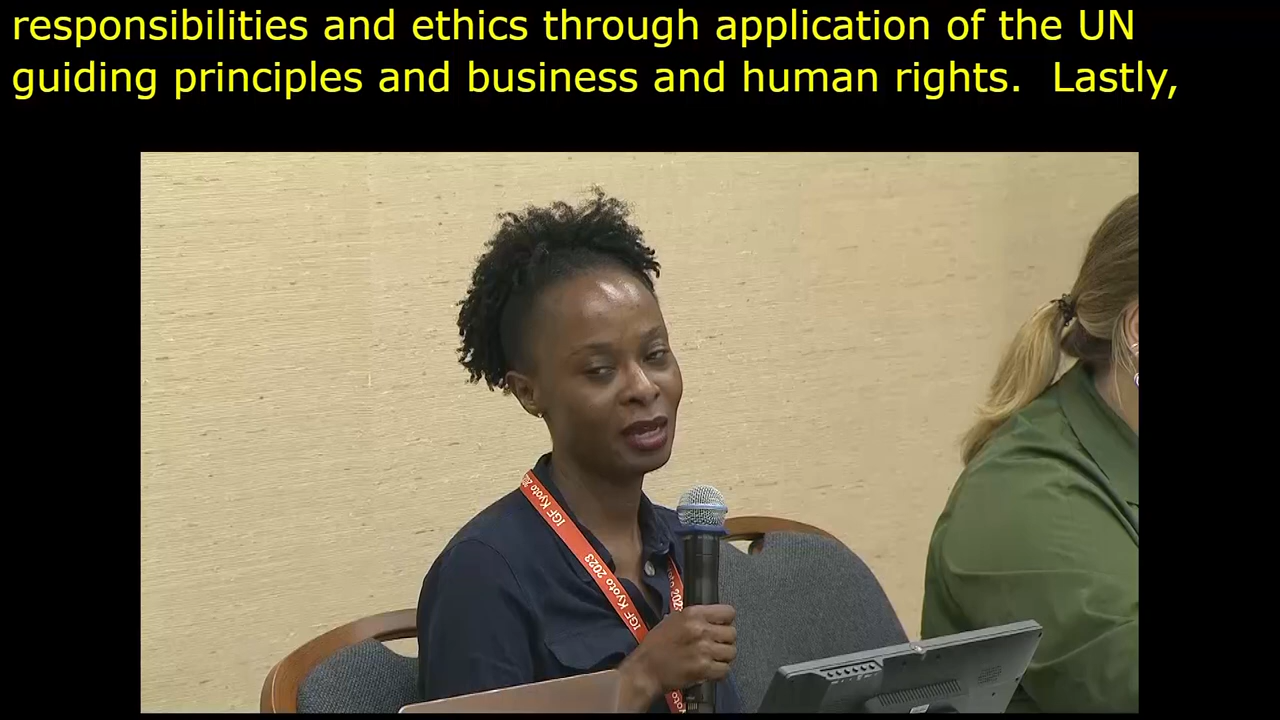 responsibilities and ethics through application of the UN
guiding principles and business and human rights.  Lastly,
IGF Kyoto 2023
IGF Kyoto 2023
Kyoto